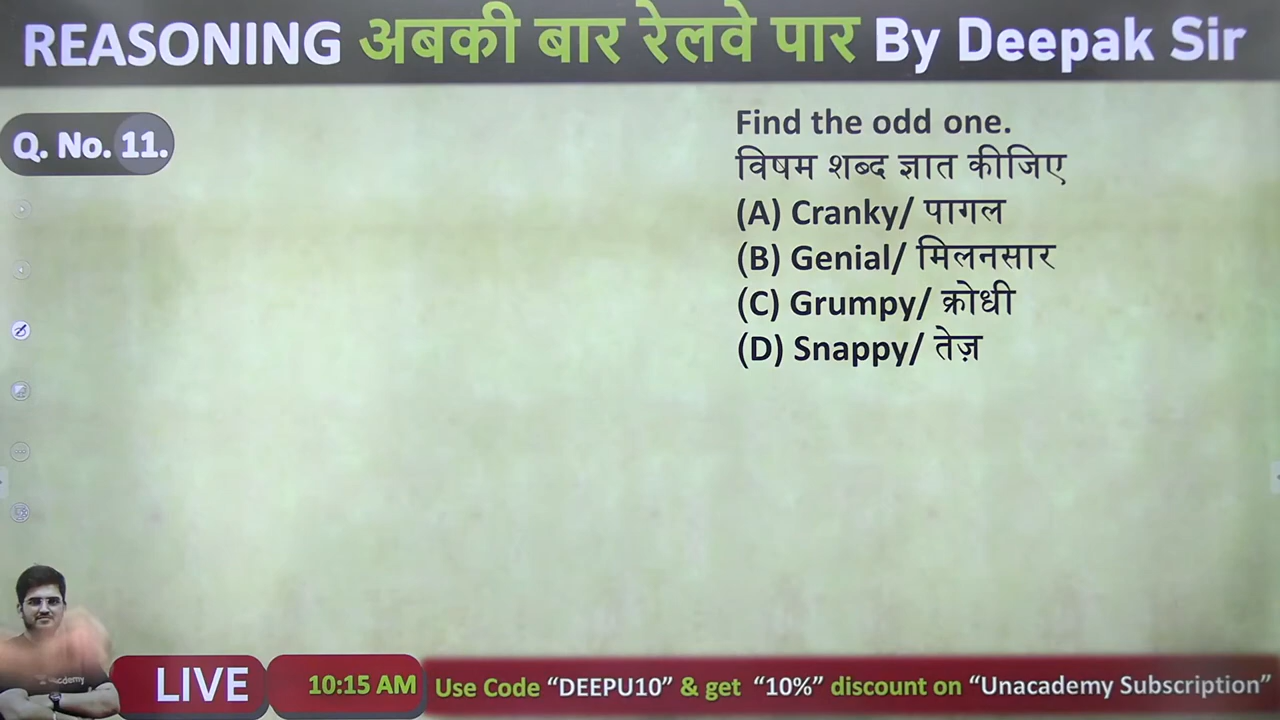 REASONING अबकी बार रेलवे पार By Deepak Sir
Q. No. 11.
Find the odd one.
विषम शब्द ज्ञात कीजिए
(A) Cranky/ पागल
(B) Genial/ मिलनसार
(C) Grumpy/ क्रोधी
(D) Snappy/ तेज़
LIVE
10:15 AM
Use Code “DEEPU10” & get “10%” discount on “Unacademy Subscription”